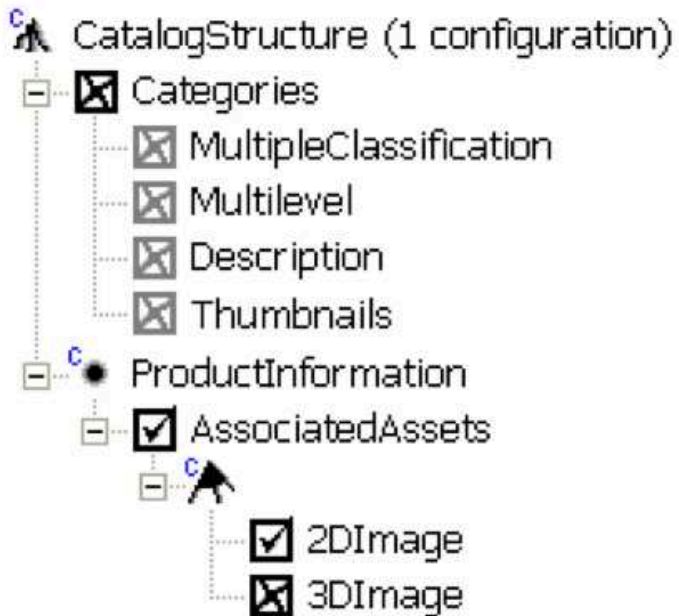 C CatalogStructure (1 configuration)
Categories
MultipleClassification
Multilevel
Description
Thumbnails
C ProductInformation
AssociatedAssets
C
2DImage
3DImage